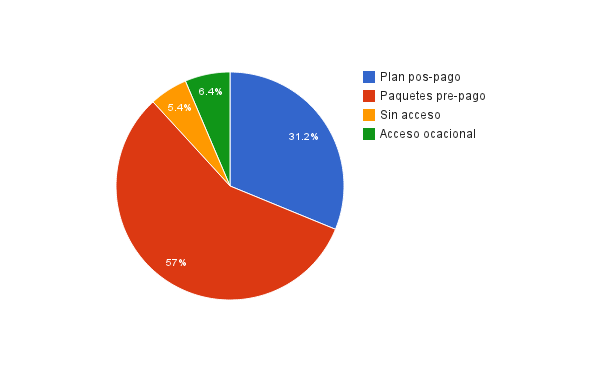 Plan pos-pago
Paquetes pre-pago
Sin acceso
Acceso ocacional
6.4%
5.4%
31.2%
57%